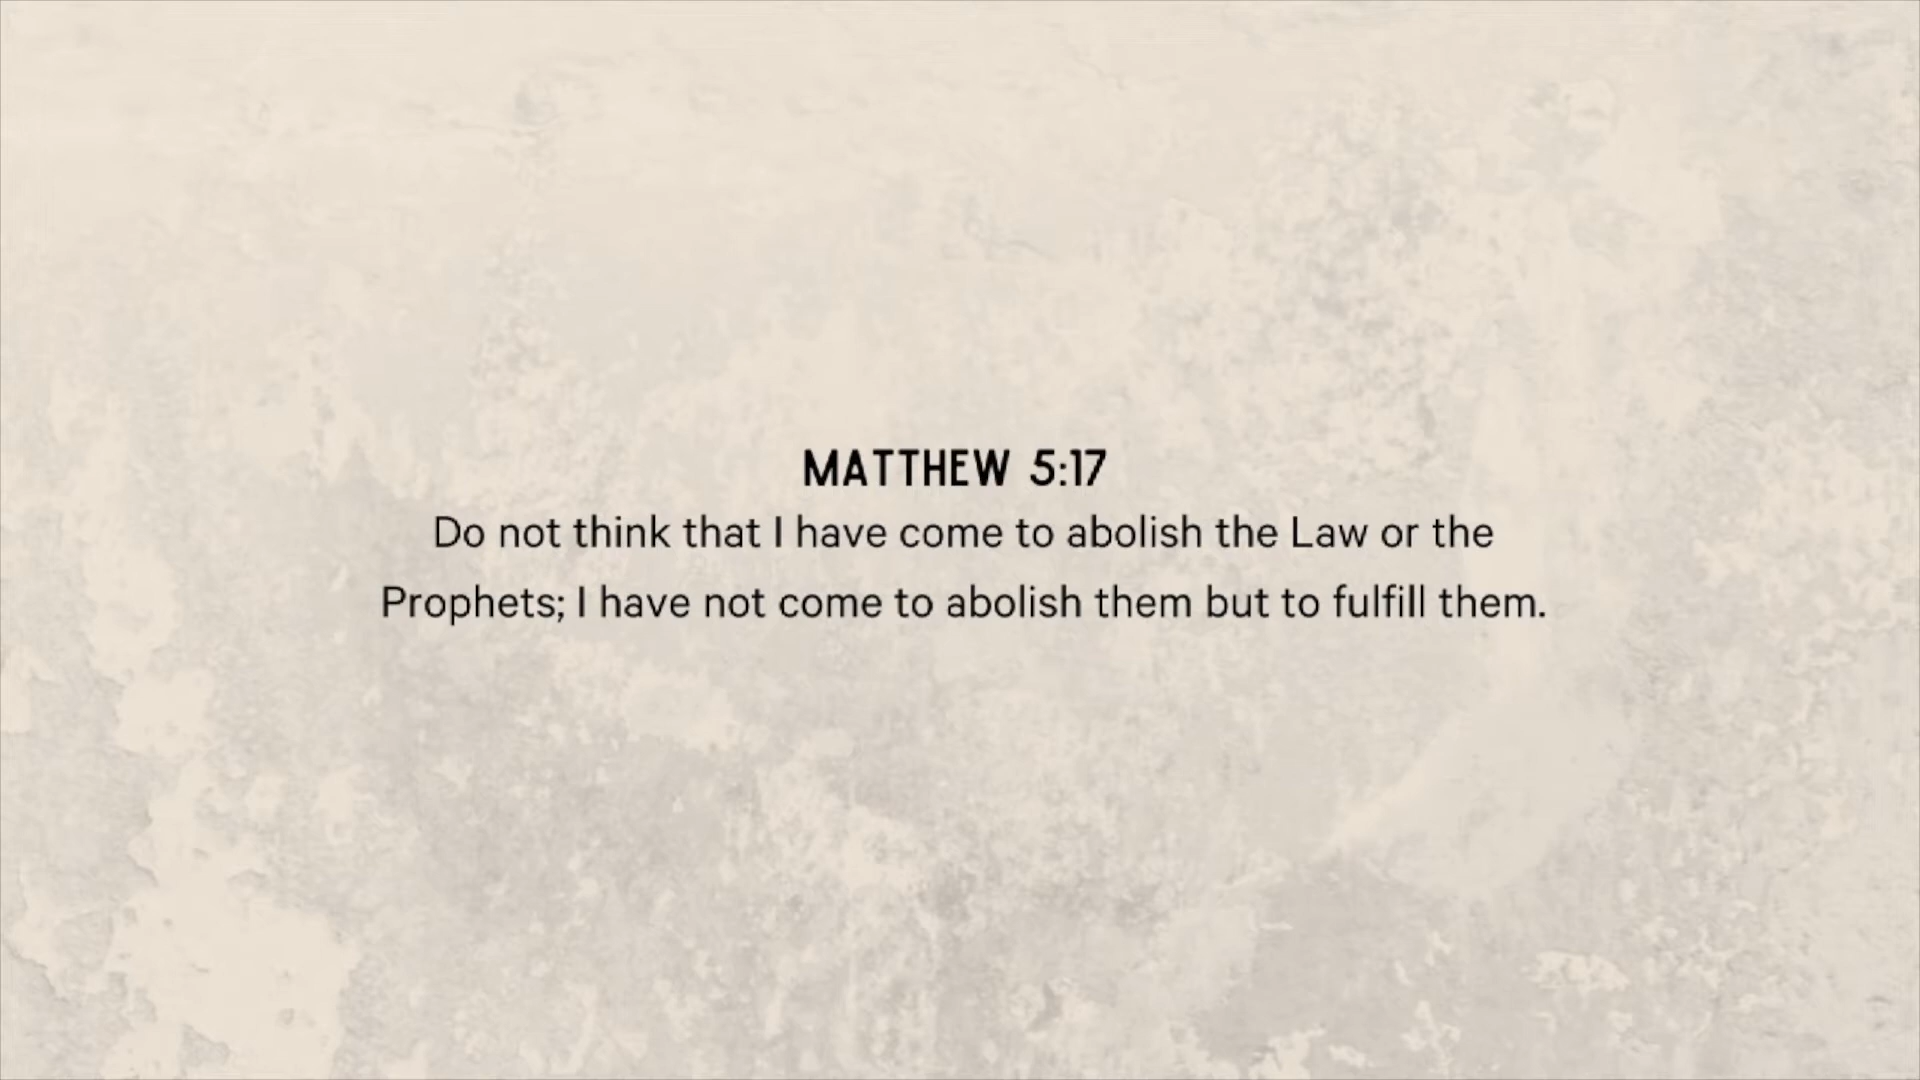 MATTHEW 5:17
Do not think that I have come to abolish the Law or the
Prophets; I have not come to abolish them but to fulfill them.